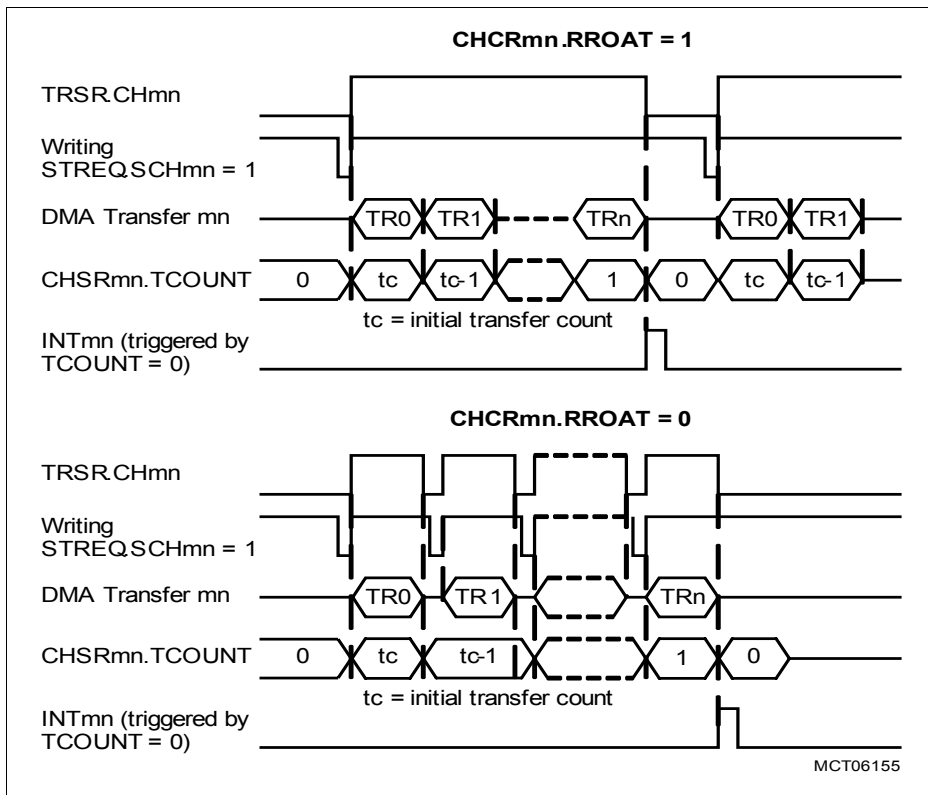 CHCRmn.RROAT = 1
TRSR.CHmn
Writing
STREQ.SCHmn = 1
DMA Transfer mn
TR0 TR1 TRn TR0 TR1
CHSRmn.TCOUNT
0 tc tc-1 1 0 tc tc-1
tc = initial transfer count
INTmn (triggered by
TCOUNT = 0)
CHCRmn.RROAT = 0
TRSR.CHmn
Writing
STREQ.SCHmn = 1
DMA Transfer mn
TR0 TR1 TRn
CHSRmn.TCOUNT
0 tc tc-1 1 0
tc = initial transfer count
INTmn (triggered by
TCOUNT = 0)
MCT06155